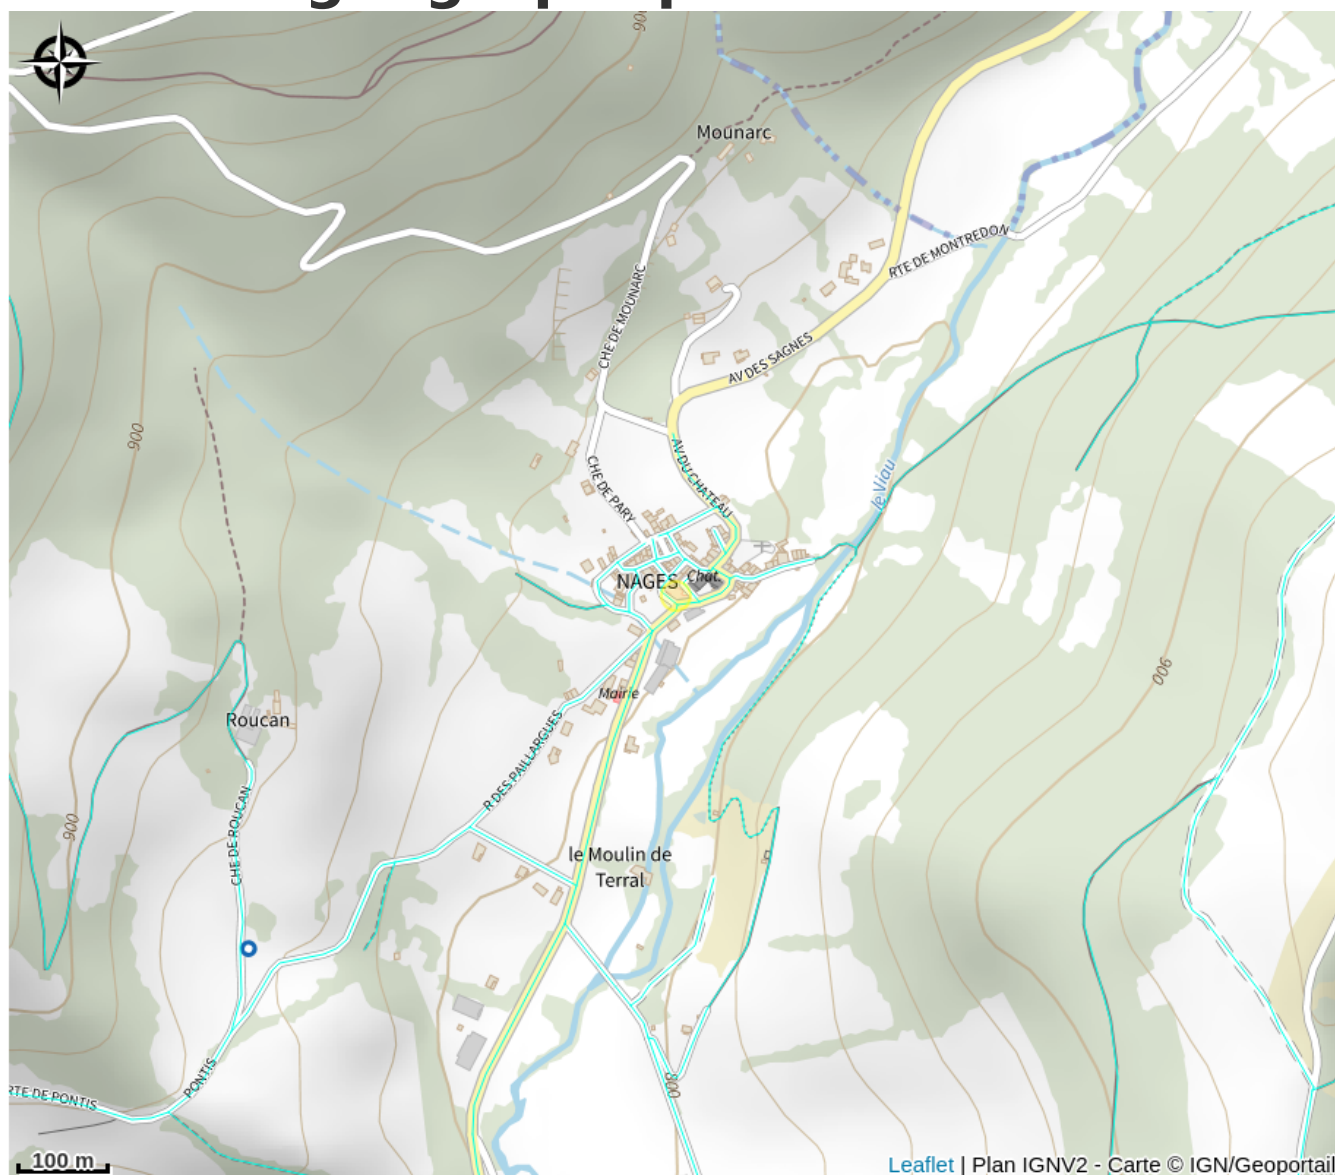 900
Mounarc
RTE DE MONTREDON
CHE DE MOUNARC
AV DES SAGNES
900
AV DU CHATEAU
CHE DE PARY
le Viau
NAGES
Chât.
900
Mairie
Roucan
R DES PAILLARGUES
CHE DE ROUCAN
900
le Moulin de
Terral
PONTIS
800
RTE DE PONTIS
100 m
Leaflet | Plan IGNV2 - Carte © IGN/Geoportail